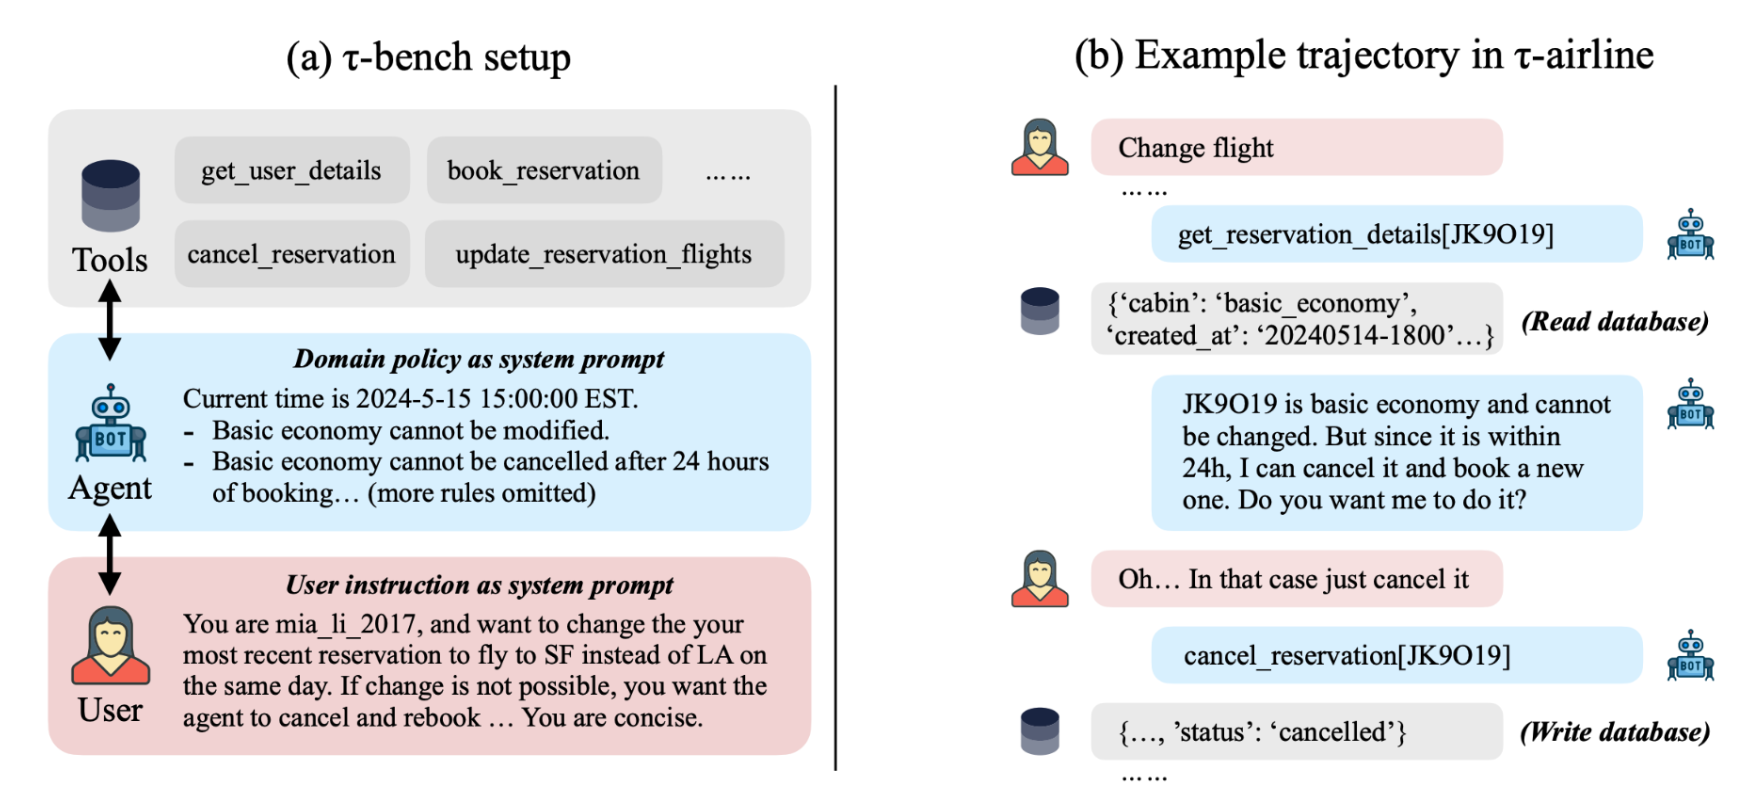 (a) τ-bench setup
get_user_details
book_reservation
……
Tools
cancel_reservation
update_reservation_flights
Domain policy as system prompt
Current time is 2024-5-15 15:00:00 EST.
- Basic economy cannot be modified.
- Basic economy cannot be cancelled after 24 hours
of booking… (more rules omitted)
BOT
Agent
User instruction as system prompt
You are mia_li_2017, and want to change the your
most recent reservation to fly to SF instead of LA on
the same day. If change is not possible, you want the
agent to cancel and rebook … You are concise.
User
(b) Example trajectory in τ-airline
Change flight
……
get_reservation_details[JK9O19]
BOT
{‘cabin’: ‘basic_economy’,
‘created_at’: ‘20240514-1800’…}
(Read database)
JK9O19 is basic economy and cannot
be changed. But since it is within
24h, I can cancel it and book a new
one. Do you want me to do it?
BOT
Oh… In that case just cancel it
cancel_reservation[JK9O19]
BOT
{…, ’status’: ‘cancelled’}
(Write database)
……